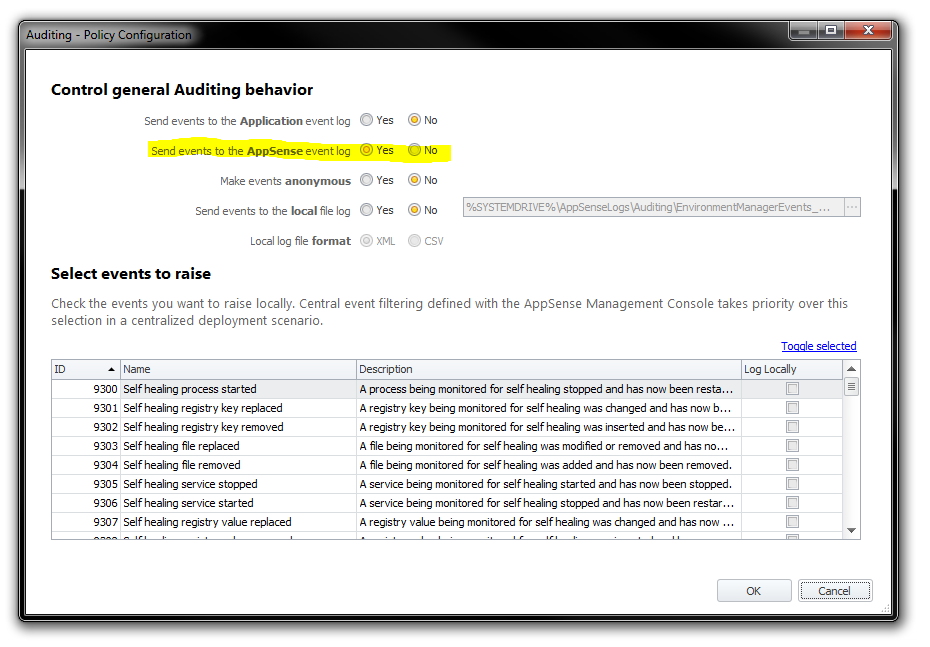 Auditing - Policy Configuration
Control general Auditing behavior
Send events to the Application event log Yes No
Send events to the AppSense event log Yes No
Make events anonymous Yes No
Send events to the local file log Yes No %SYSTEMDRIVE%\AppSenseLogs\Auditing\EnvironmentManagerEvents_... ...
Local log file format XML CSV
Select events to raise
Check the events you want to raise locally. Central event filtering defined with the AppSense Management Console takes priority over this
selection in a centralized deployment scenario.
Toggle selected
ID Name Description Log Locally
9300 Self healing process started A process being monitored for self healing stopped and has now been resta...
9301 Self healing registry key replaced A registry key being monitored for self healing was changed and has now b...
9302 Self healing registry key removed A registry key being monitored for self healing was inserted and has now be...
9303 Self healing file replaced A file being monitored for self healing was modified or removed and has no...
9304 Self healing file removed A file being monitored for self healing was added and has now been removed.
9305 Self healing service stopped A service being monitored for self healing started and has now been stopped.
9306 Self healing service started A service being monitored for self healing stopped and has now been restar...
9307 Self healing registry value replaced A registry value being monitored for self healing was changed and has now ...
OK Cancel